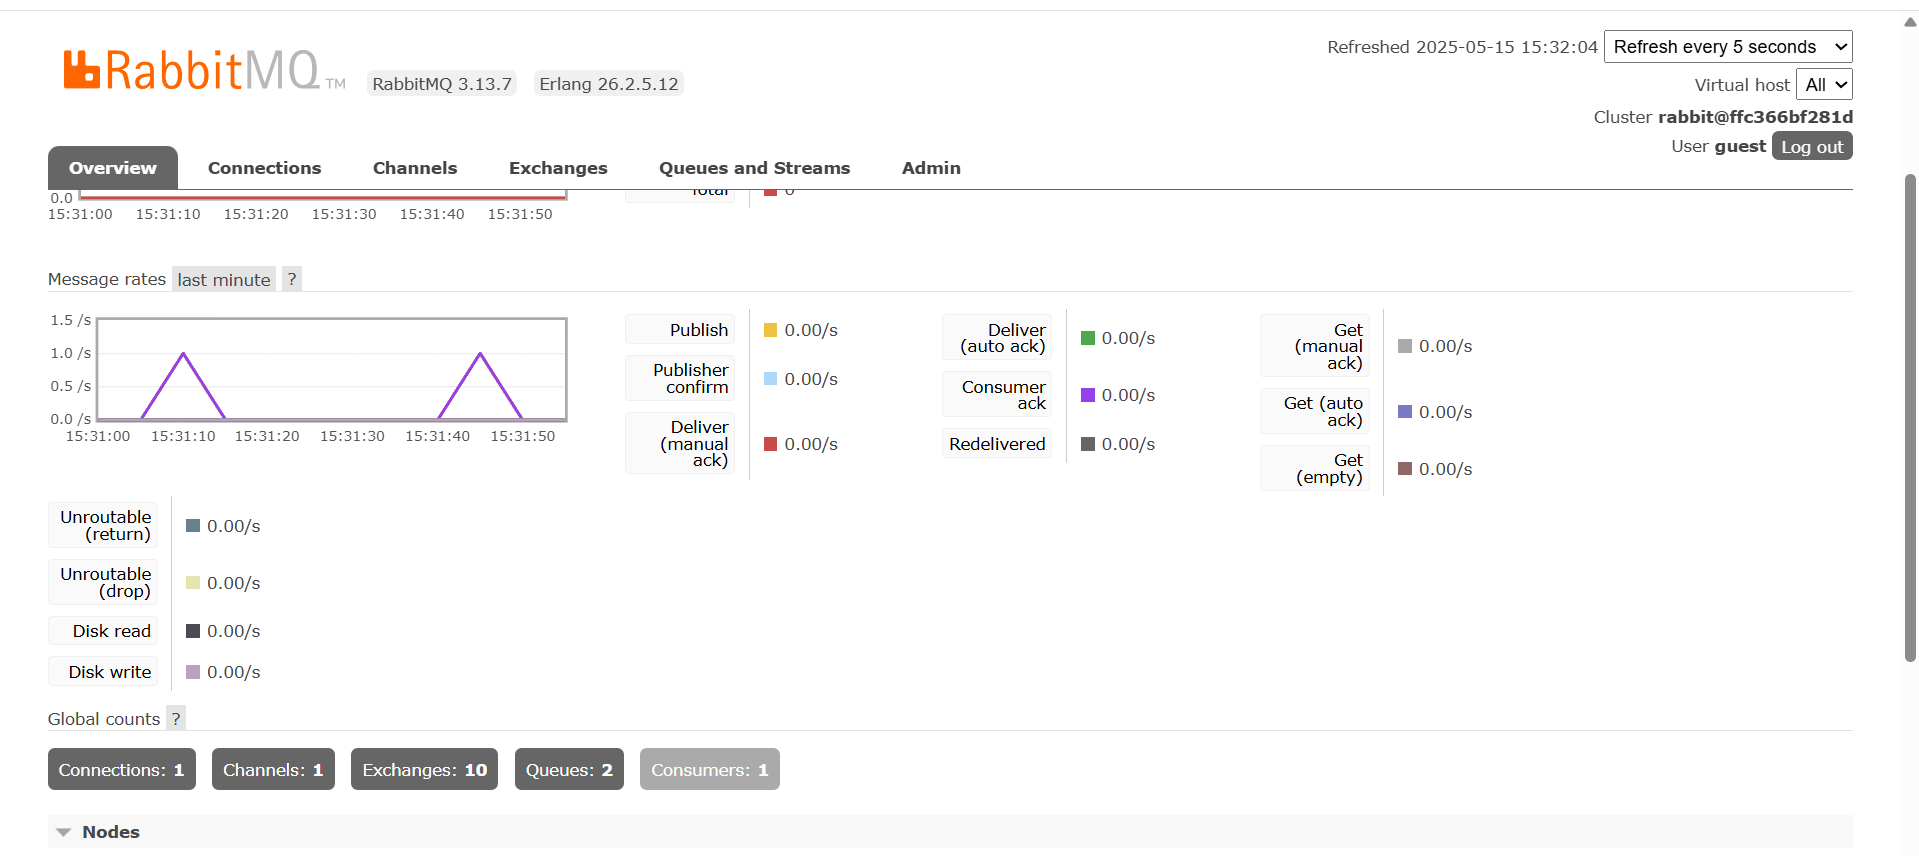 Refreshed 2025-05-15 15:32:04 Refresh every 5 seconds
RabbitMQ TM RabbitMQ 3.13.7 Erlang 26.2.5.12
Virtual host All
Cluster rabbit@ffc366bf281d
User guest Log out
Overview Connections Channels Exchanges Queues and Streams Admin
Total 0
0.0
15:31:00 15:31:10 15:31:20 15:31:30 15:31:40 15:31:50
Message rates last minute ?
1.5 /s
1.0 /s
0.5 /s
0.0 /s
15:31:00 15:31:10 15:31:20 15:31:30 15:31:40 15:31:50
Publish 0.00/s
Publisher
confirm 0.00/s
Deliver
(manual
ack) 0.00/s
Deliver
(auto ack) 0.00/s
Consumer
ack 0.00/s
Redelivered 0.00/s
Get
(manual
ack) 0.00/s
Get (auto
ack) 0.00/s
Get
(empty) 0.00/s
Unroutable
(return) 0.00/s
Unroutable
(drop) 0.00/s
Disk read 0.00/s
Disk write 0.00/s
Global counts ?
Connections: 1 Channels: 1 Exchanges: 10 Queues: 2 Consumers: 1
Nodes